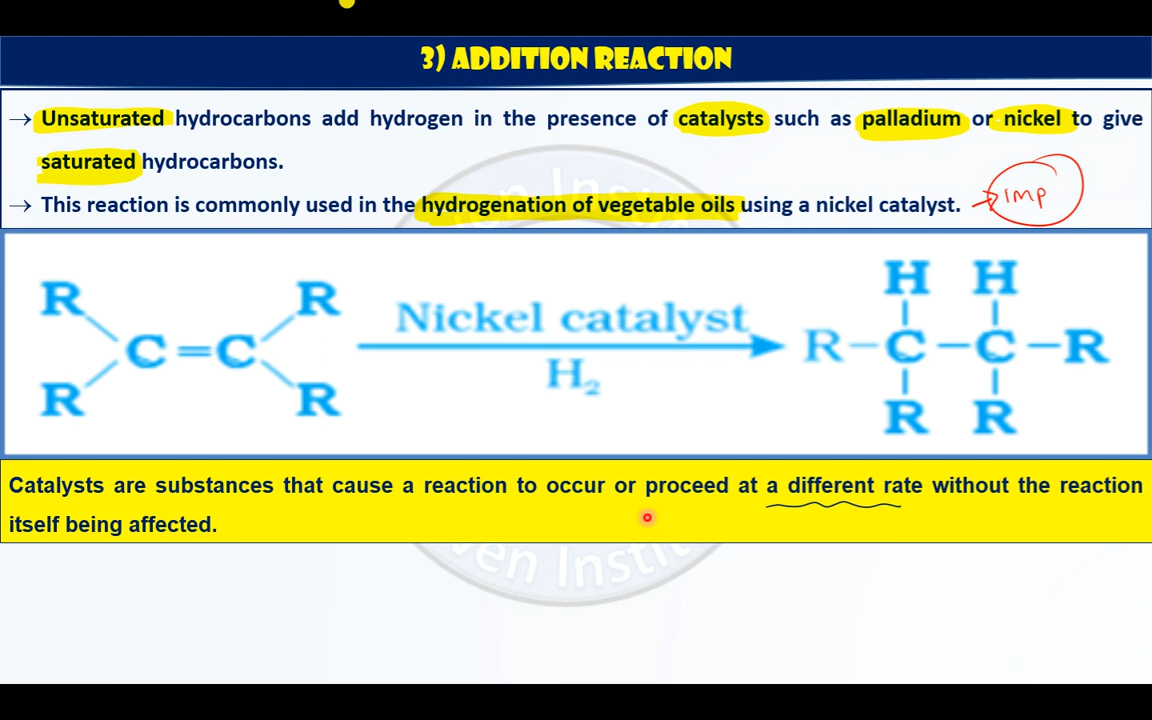 3) ADDITION REACTION
→ Unsaturated hydrocarbons add hydrogen in the presence of catalysts such as palladium or nickel to give
saturated hydrocarbons.
→ This reaction is commonly used in the hydrogenation of vegetable oils using a nickel catalyst. → Imp
R R H H
Nickel catalyst
C=C R–C–C–R
H₂
R R R R
Catalysts are substances that cause a reaction to occur or proceed at a different rate without the reaction
itself being affected.
ven Instit